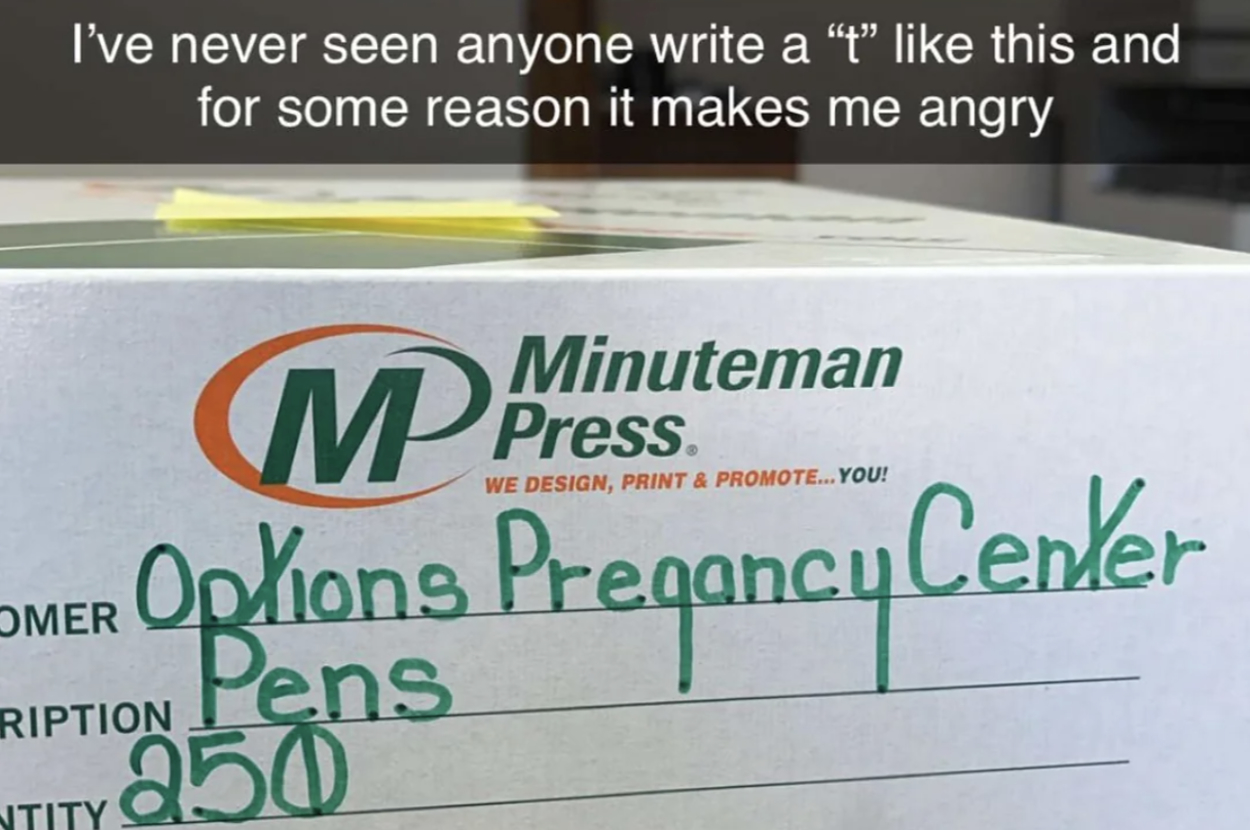 I've never seen anyone write a “t” like this and
for some reason it makes me angry
MP
Minuteman
Press®
WE DESIGN, PRINT & PROMOTE...YOU!
OMER Options Pregancy Center
RIPTION Pens
NTITY 250